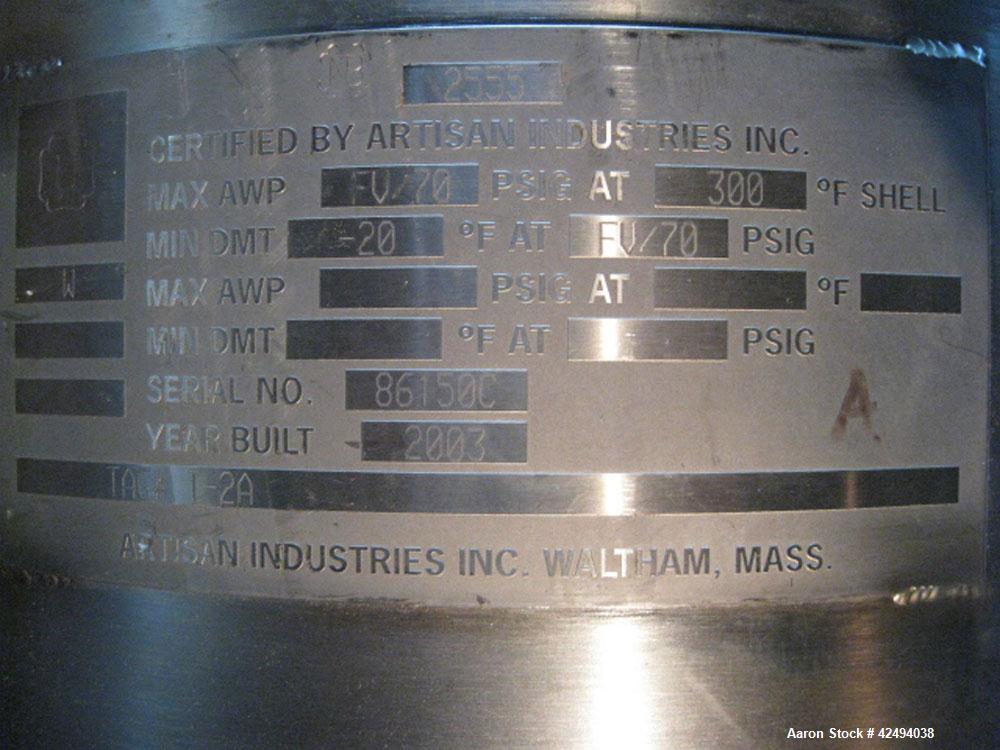 2555
CERTIFIED BY ARTISAN INDUSTRIES INC.
MAX AWP FV/70 PSIG AT 300 °F SHELL
MIN DMT -20 °F AT FV/70 PSIG
W MAX AWP PSIG AT °F
MIN DMT °F AT PSIG
SERIAL NO. 86150C
A
YEAR BUILT 2003
TAG# T-2A
ARTISAN INDUSTRIES INC. WALTHAM, MASS.
Aaron Stock # 42494038